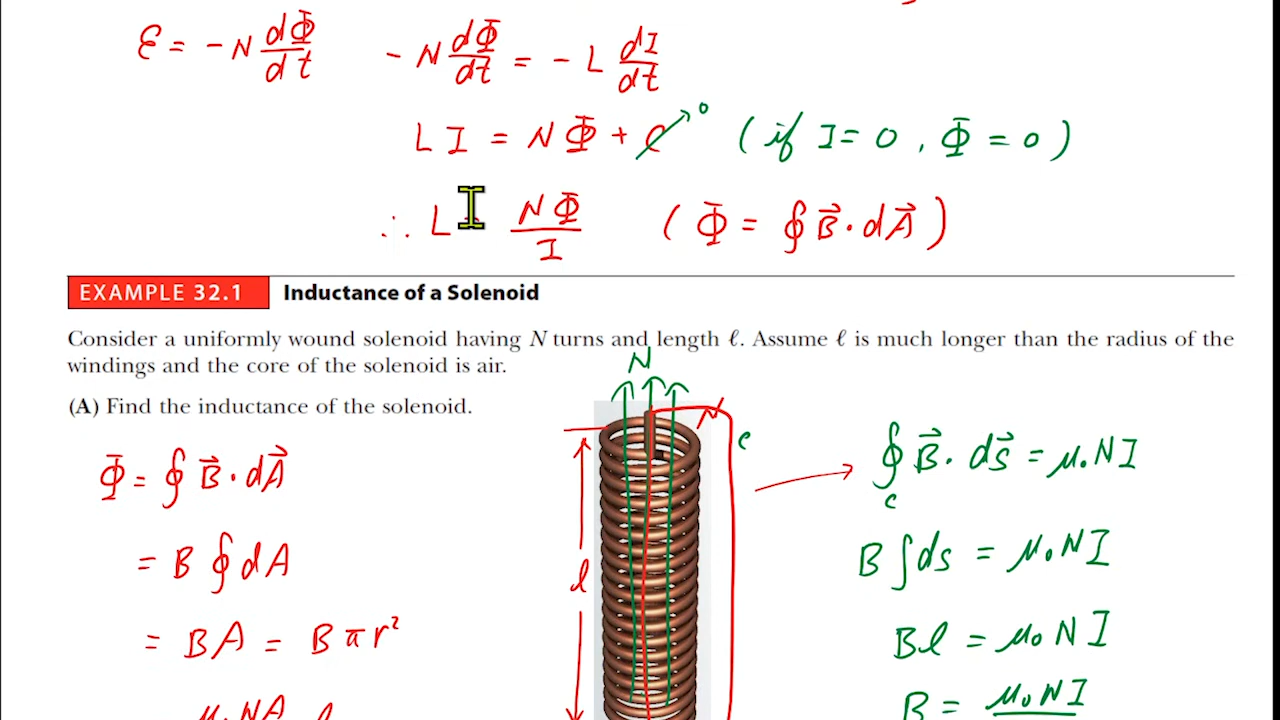 ℰ = -N dΦ/dt   -N dΦ/dt = -L dI/dt
LI = NΦ + C → 0 (if I = 0, Φ = 0)
∴ L = NΦ/I (Φ = ∮ B⃗ · dA⃗)
EXAMPLE 32.1 Inductance of a Solenoid
Consider a uniformly wound solenoid having N turns and length ℓ. Assume ℓ is much longer than the radius of the
windings and the core of the solenoid is air.
(A) Find the inductance of the solenoid.
Φ = ∮ B⃗ · dA⃗
= B ∮ dA
= BA = Bπr²
μ₀NA
N
N
c
ℓ
∮c B⃗ · ds⃗ = μ₀NI
B ∫ ds = μ₀NI
Bℓ = μ₀NI
B = μ₀NI